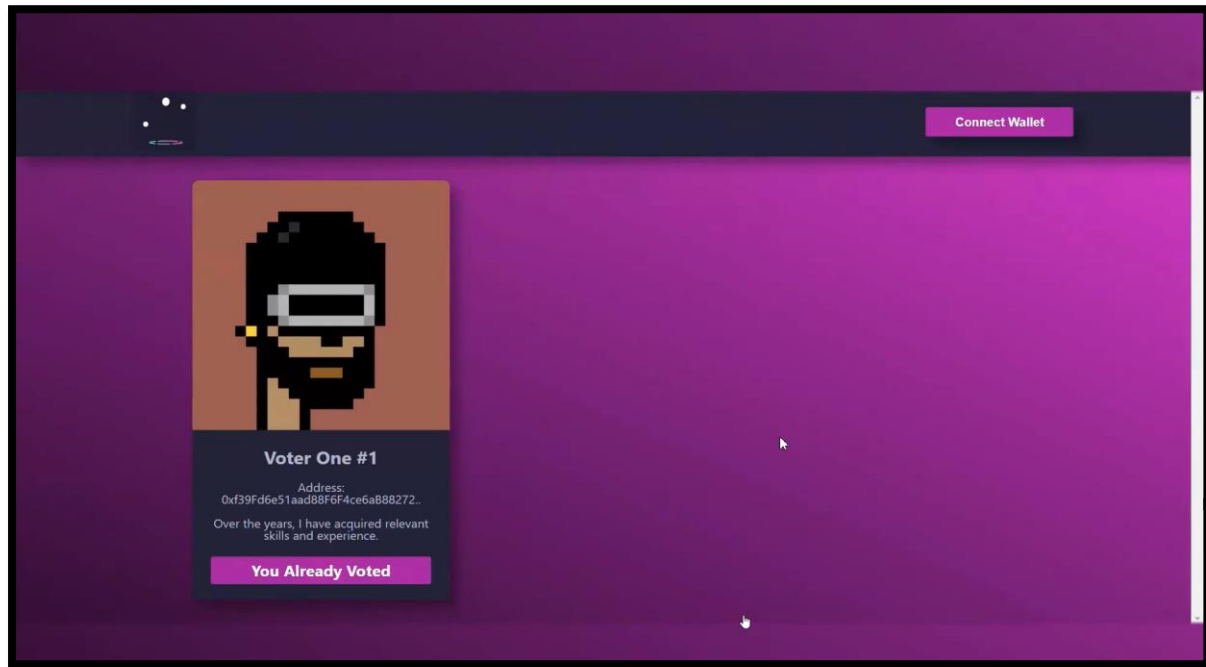 Connect Wallet
Voter One #1
Address:
0xf39Fd6e51aad88F6F4ce6aB88272..
Over the years, I have acquired relevant
skills and experience.
You Already Voted